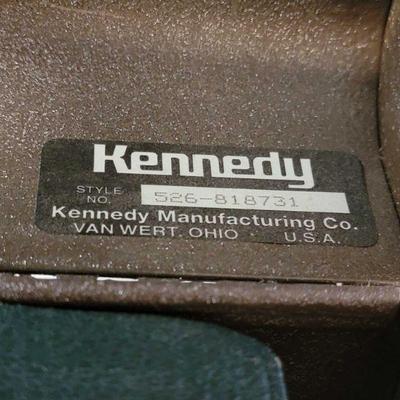 Kennedy
STYLE
NO. 526-818731
Kennedy Manufacturing Co.
VAN WERT, OHIO U.S.A.